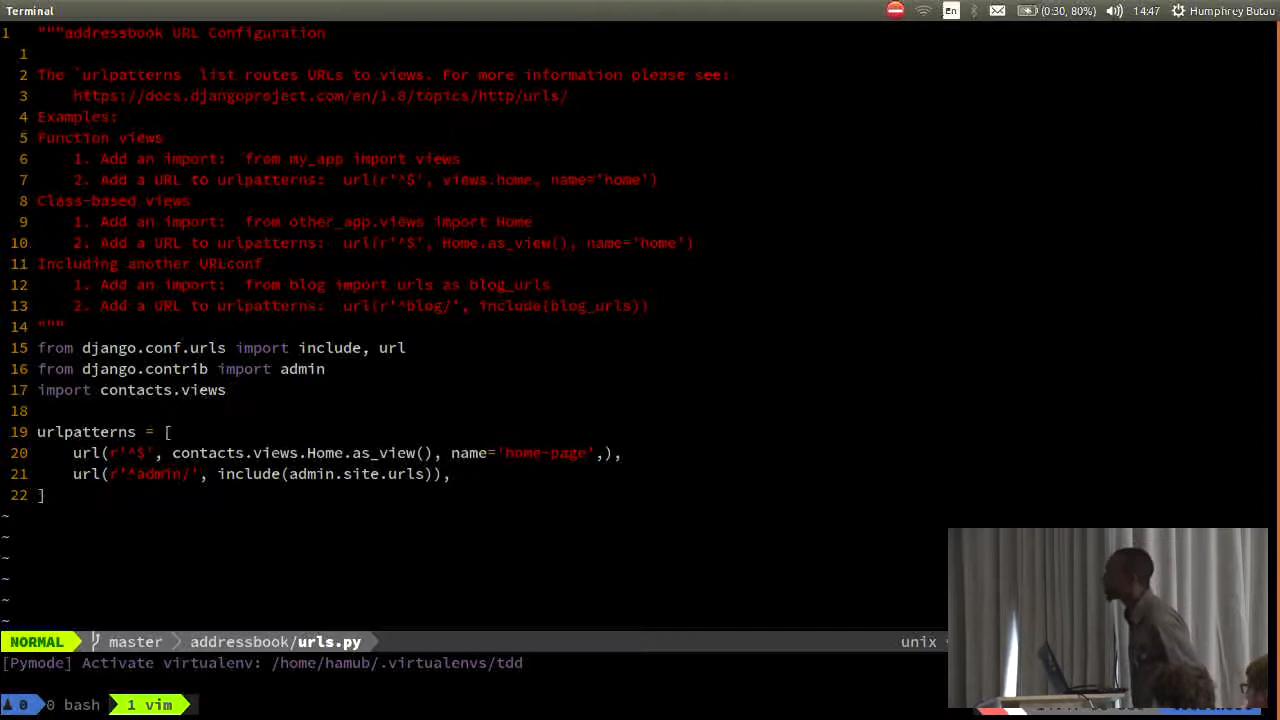 Terminal
En
(0:30, 80%)
14:47
Humphrey Butau
1 """addressbook URL Configuration
1
2 The `urlpatterns` list routes URLs to views. For more information please see:
3 https://docs.djangoproject.com/en/1.8/topics/http/urls/
4 Examples:
5 Function views
6 1. Add an import: from my_app import views
7 2. Add a URL to urlpatterns: url(r'^$', views.home, name='home')
8 Class-based views
9 1. Add an import: from other_app.views import Home
10 2. Add a URL to urlpatterns: url(r'^$', Home.as_view(), name='home')
11 Including another URLconf
12 1. Add an import: from blog import urls as blog_urls
13 2. Add a URL to urlpatterns: url(r'^blog/', include(blog_urls))
14 """
15 from django.conf.urls import include, url
16 from django.contrib import admin
17 import contacts.views
18
19 urlpatterns = [
20 url(r'^$', contacts.views.Home.as_view(), name='home-page',),
21 url(r'^admin/', include(admin.site.urls)),
22 ]
~
~
~
~
~
~
NORMAL master addressbook/urls.py unix
[Pymode] Activate virtualenv: /home/hamub/.virtualenvs/tdd
0 0 bash 1 vim